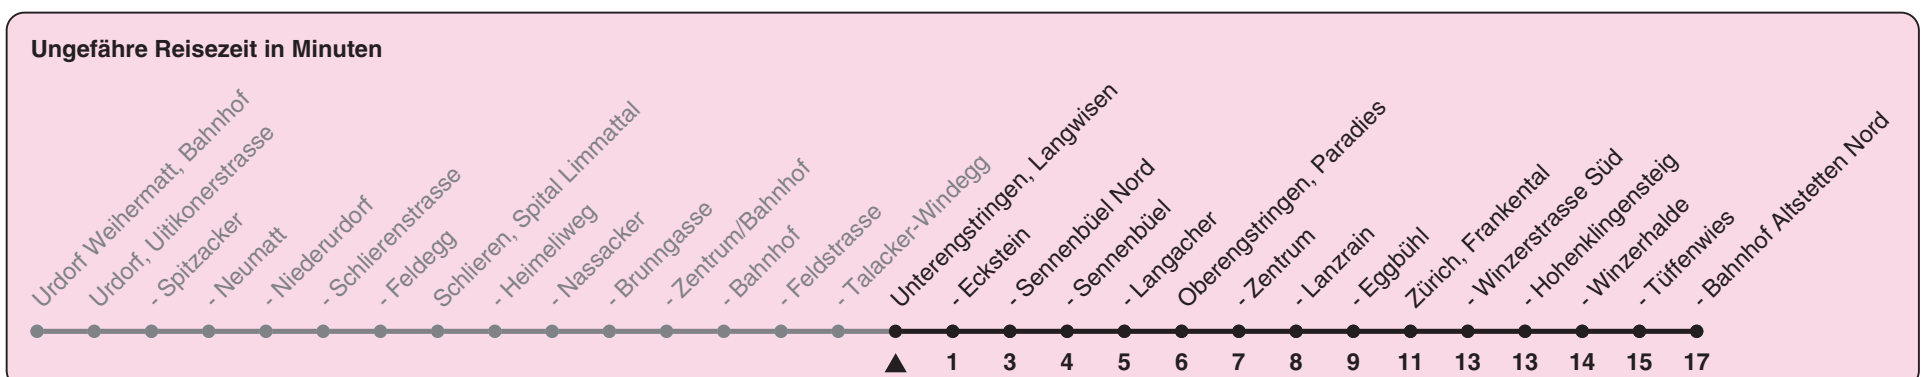 Ungefähre Reisezeit in Minuten
Urdorf Weihermatt, Bahnhof
Urdorf, Uitikonerstrasse
- Spitzacker
- Neumatt
- Niederurdorf
- Schlierenstrasse
- Feldegg
Schlieren, Spital Limmattal
- Heimeliweg
- Nassacker
- Brunngasse
- Zentrum/Bahnhof
- Bahnhof
- Feldstrasse
- Talacker-Windegg
Unterengstringen, Langwisen
- Eckstein
- Sennenbüel Nord
- Sennenbüel
- Langacher
Oberengstringen, Paradies
- Zentrum
- Lanzrain
- Eggbühl
Zürich, Frankental
- Winzerstrasse Süd
- Hohenklingensteig
- Winzerhalde
- Tüffenwies
- Bahnhof Altstetten Nord
1 3 4 5 6 7 8 9 11 13 13 14 15 17